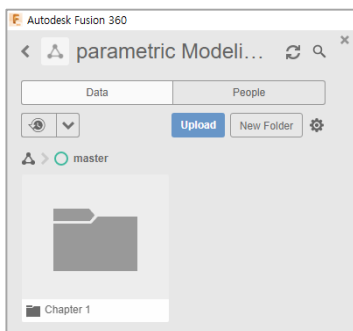 Autodesk Fusion 360
parametric Modeli...
Data People
Upload New Folder
master
Chapter 1